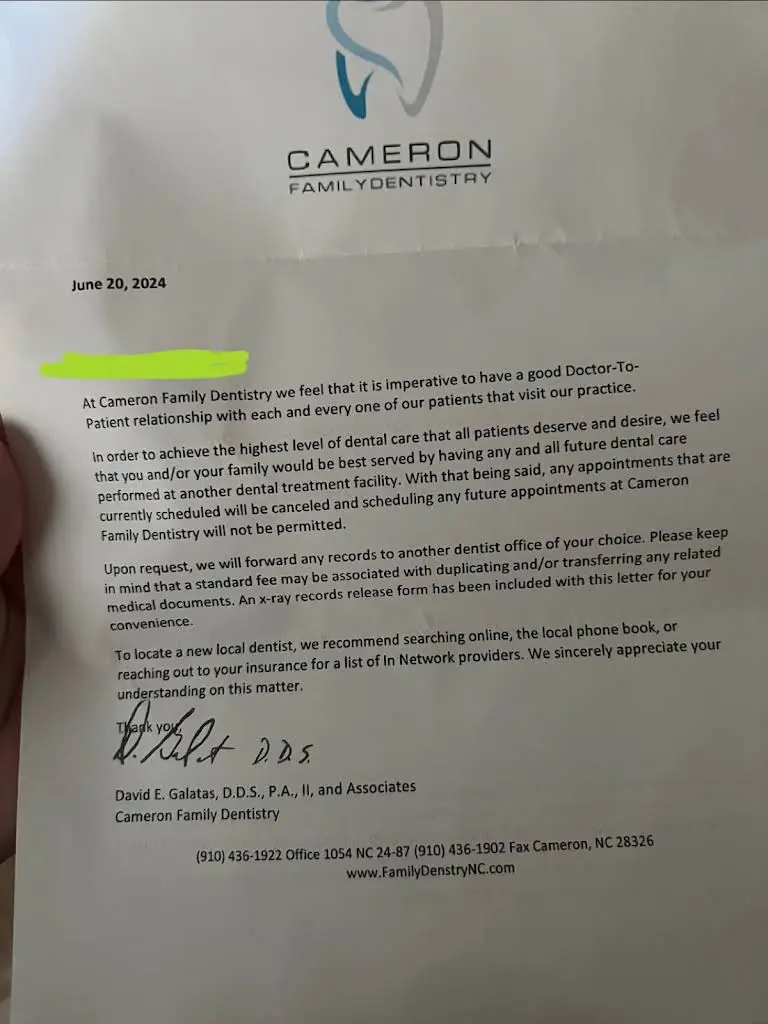 CAMERON
FAMILYDENTISTRY
June 20, 2024
At Cameron Family Dentistry we feel that it is imperative to have a good Doctor-To-
Patient relationship with each and every one of our patients that visit our practice.
In order to achieve the highest level of dental care that all patients deserve and desire, we feel
that you and/or your family would be best served by having any and all future dental care
performed at another dental treatment facility. With that being said, any appointments that are
currently scheduled will be canceled and scheduling any future appointments at Cameron
Family Dentistry will not be permitted.
Upon request, we will forward any records to another dentist office of your choice. Please keep
in mind that a standard fee may be associated with duplicating and/or transferring any related
medical documents. An x-ray records release form has been included with this letter for your
convenience.
To locate a new local dentist, we recommend searching online, the local phone book, or
reaching out to your insurance for a list of In Network providers. We sincerely appreciate your
understanding on this matter.
Thank you,
D.D.S.
David E. Galatas, D.D.S., P.A., II, and Associates
Cameron Family Dentistry
(910) 436-1922 Office 1054 NC 24-87 (910) 436-1902 Fax Cameron, NC 28326
www.FamilyDenstryNC.com